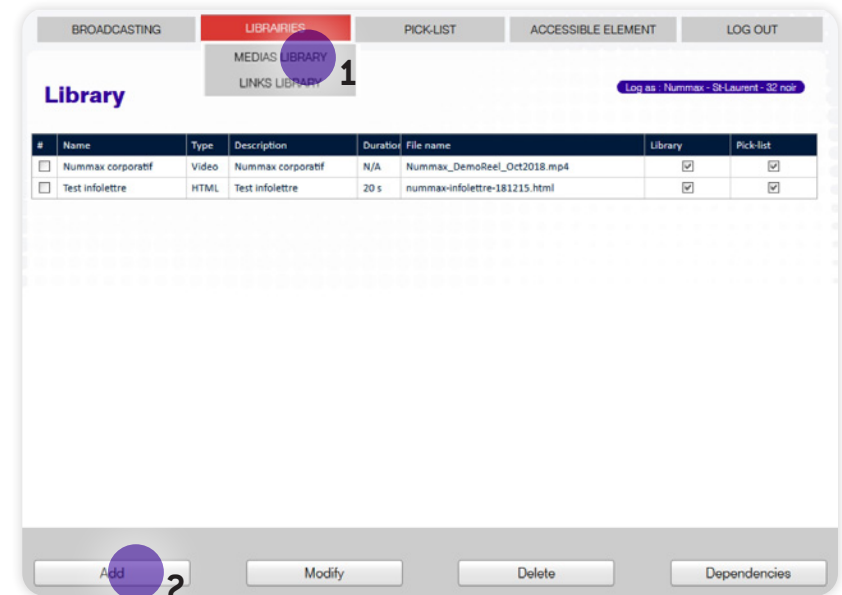 BROADCASTING LIBRAIRIES PICK-LIST ACCESSIBLE ELEMENT LOG OUT
MEDIAS LIBRARY 1
LINKS LIBRARY
Library
Log as : Nummax - St-Laurent - 32 noir
# Name Type Description Duration File name Library Pick-list
Nummax corporatif Video Nummax corporatif N/A Nummax_DemoReel_Oct2018.mp4
Test infolettre HTML Test infolettre 20 s nummax-infolettre-181215.html
Add 2 Modify Delete Dependencies